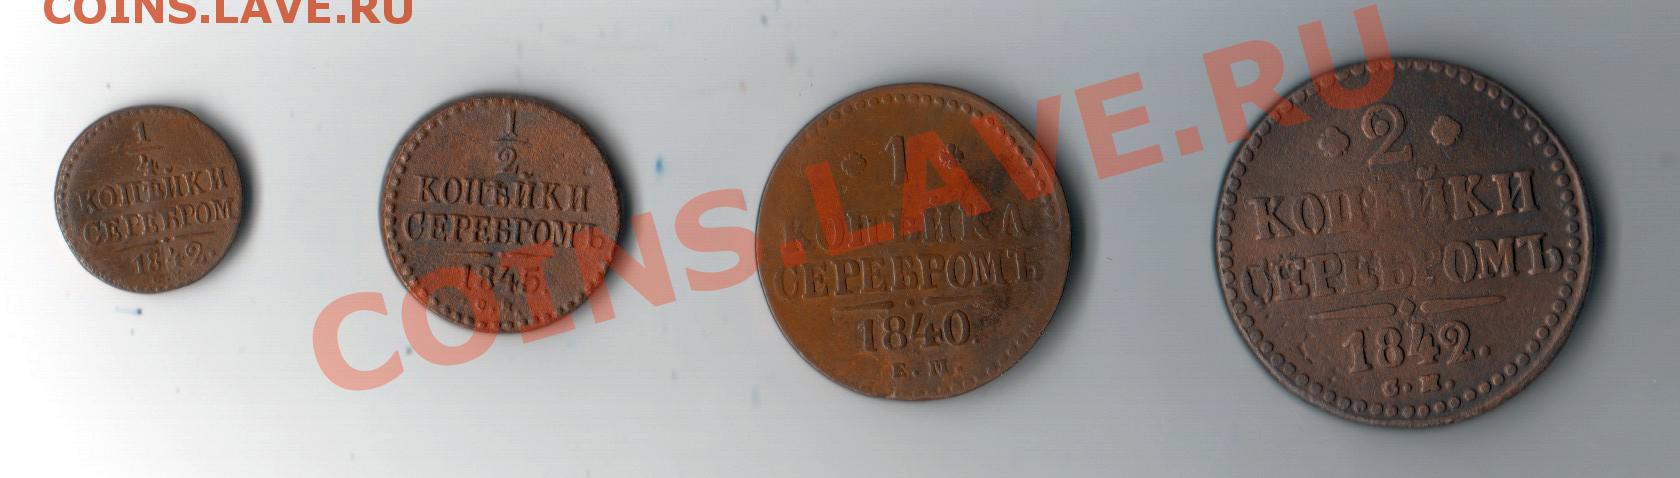 COINS.LAVE.RU
1
4
КОПѢЙКИ
СЕРЕБРОМ
1842.
1
2
КОПѢЙКИ
СЕРЕБРОМЪ
1845.
1
КОПѢЙКА
СЕРЕБРОМЪ
1840.
Е.М.
2
КОПѢЙКИ
СЕРЕБРОМЪ
1842.
COINS.LAVE.RU